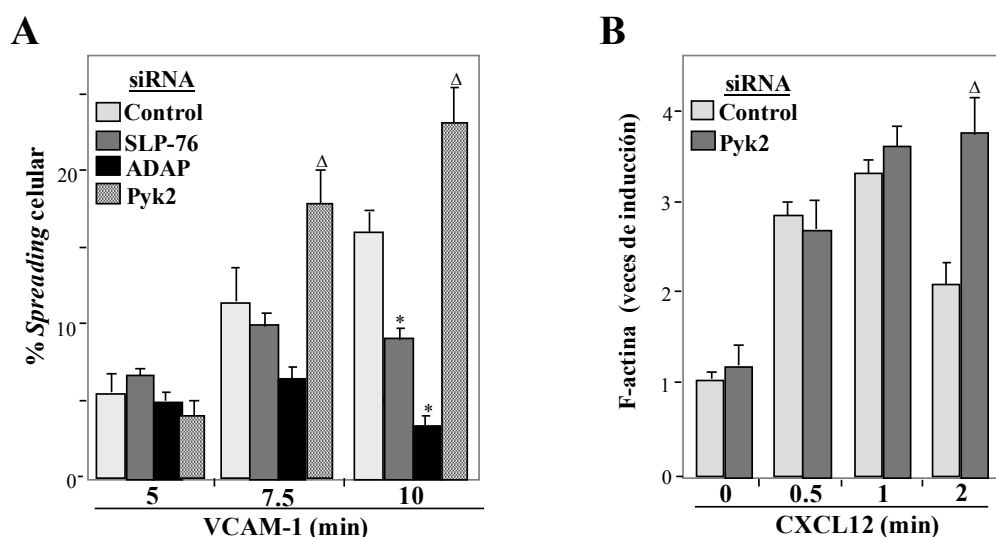 A
siRNA
Control
SLP-76
ADAP
Pyk2
% Spreading celular
20
10
0
Δ
Δ
*
*
5 7.5 10
VCAM-1 (min)
B
siRNA
Control
Pyk2
F-actina (veces de inducción)
4
3
2
1
0
Δ
0 0.5 1 2
CXCL12 (min)